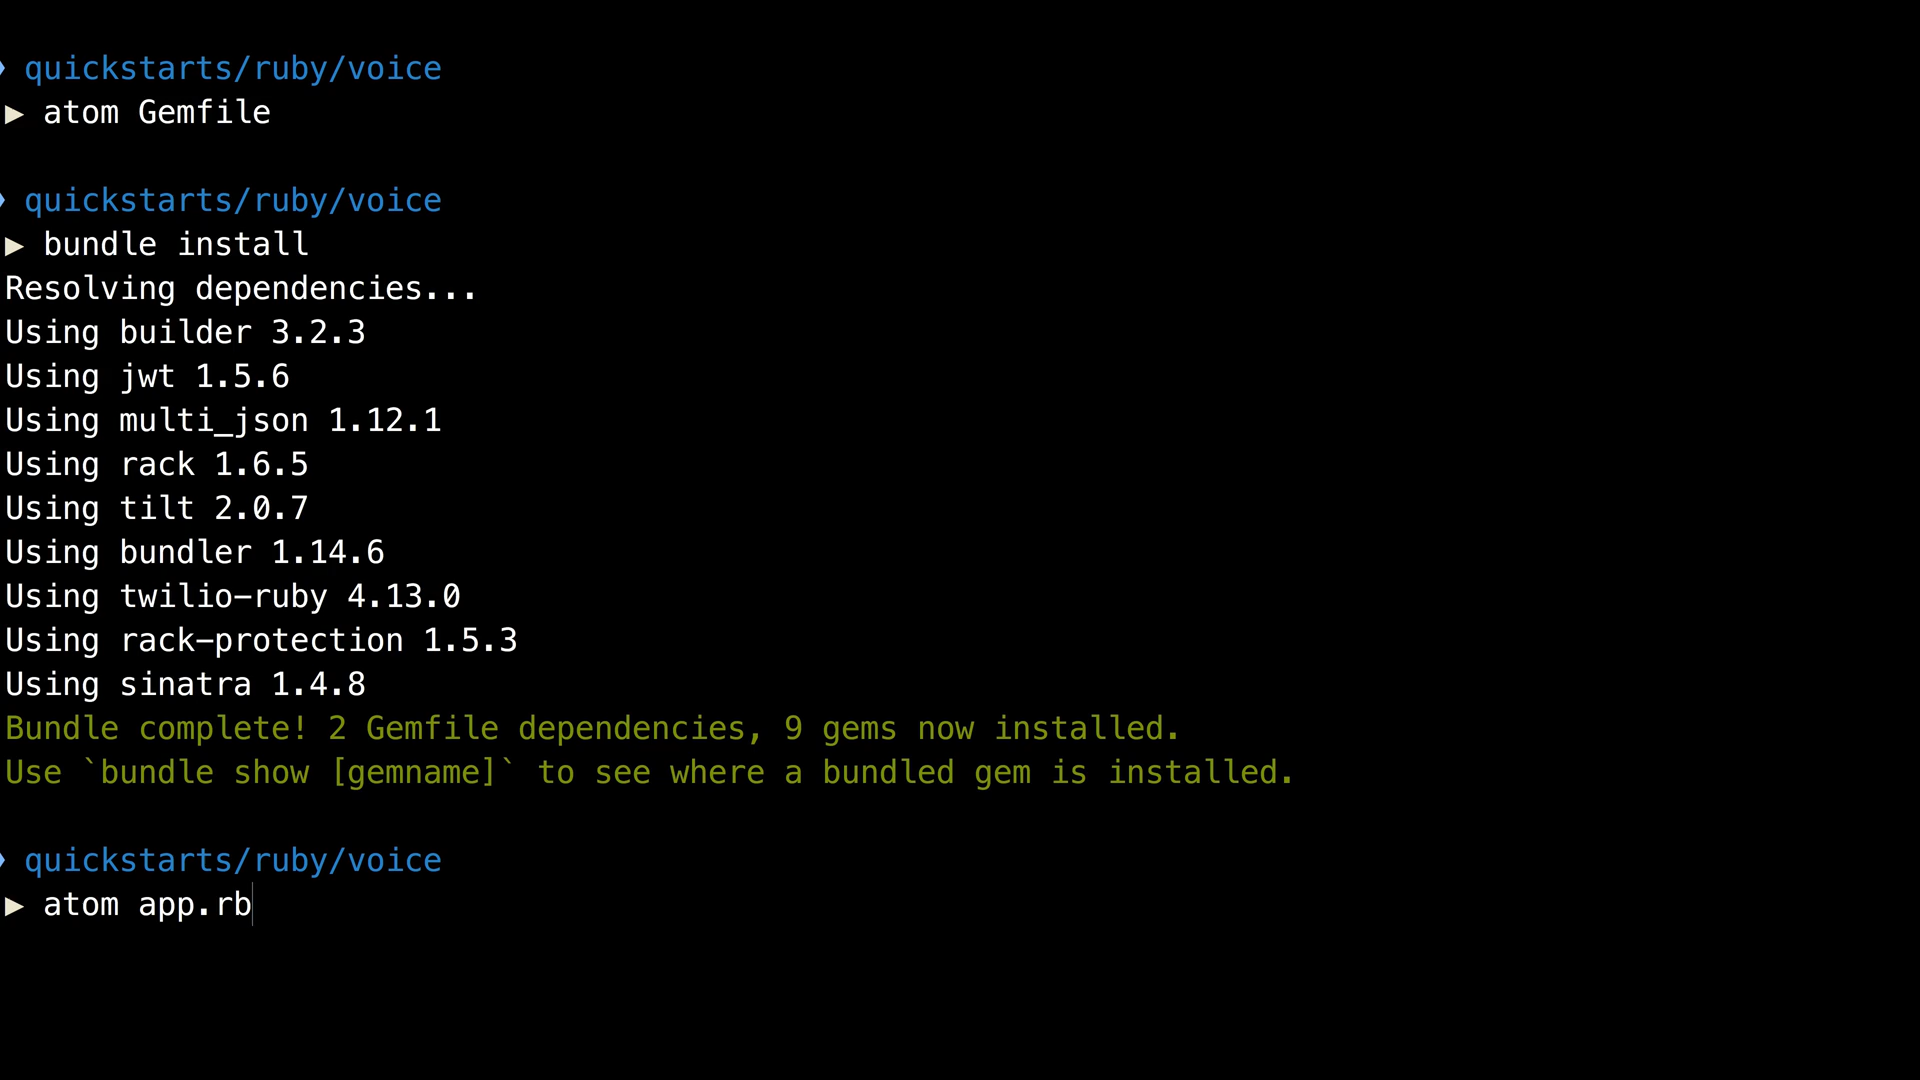 quickstarts/ruby/voice
▶ atom Gemfile
quickstarts/ruby/voice
▶ bundle install
Resolving dependencies...
Using builder 3.2.3
Using jwt 1.5.6
Using multi_json 1.12.1
Using rack 1.6.5
Using tilt 2.0.7
Using bundler 1.14.6
Using twilio-ruby 4.13.0
Using rack-protection 1.5.3
Using sinatra 1.4.8
Bundle complete! 2 Gemfile dependencies, 9 gems now installed.
Use `bundle show [gemname]` to see where a bundled gem is installed.
quickstarts/ruby/voice
▶ atom app.rb